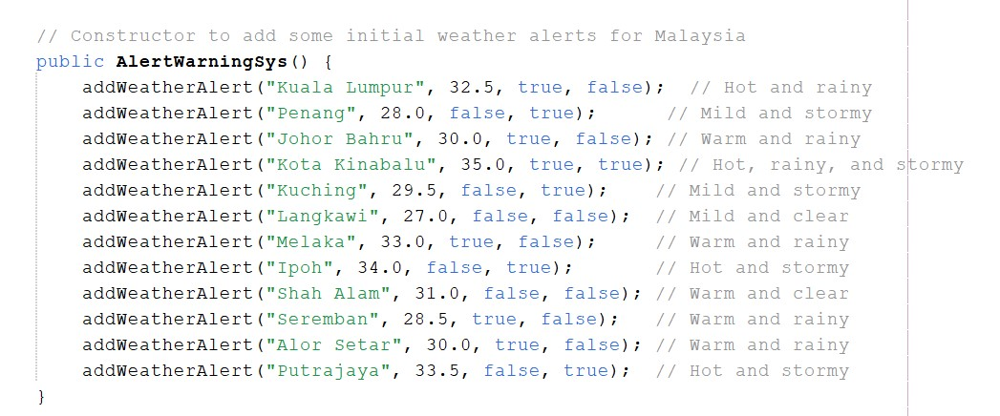 // Constructor to add some initial weather alerts for Malaysia
public AlertWarningSys() {
addWeatherAlert("Kuala Lumpur", 32.5, true, false);  // Hot and rainy
addWeatherAlert("Penang", 28.0, false, true);      // Mild and stormy
addWeatherAlert("Johor Bahru", 30.0, true, false); // Warm and rainy
addWeatherAlert("Kota Kinabalu", 35.0, true, true); // Hot, rainy, and stormy
addWeatherAlert("Kuching", 29.5, false, true);    // Mild and stormy
addWeatherAlert("Langkawi", 27.0, false, false);  // Mild and clear
addWeatherAlert("Melaka", 33.0, true, false);     // Warm and rainy
addWeatherAlert("Ipoh", 34.0, false, true);       // Hot and stormy
addWeatherAlert("Shah Alam", 31.0, false, false); // Warm and clear
addWeatherAlert("Seremban", 28.5, true, false);   // Warm and rainy
addWeatherAlert("Alor Setar", 30.0, true, false); // Warm and rainy
addWeatherAlert("Putrajaya", 33.5, false, true);  // Hot and stormy
}